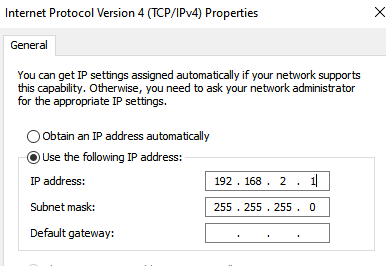 Internet Protocol Version 4 (TCP/IPv4) Properties
General
You can get IP settings assigned automatically if your network supports
this capability. Otherwise, you need to ask your network administrator
for the appropriate IP settings.
Obtain an IP address automatically
Use the following IP address:
IP address: 192 . 168 . 2 . 1
Subnet mask: 255 . 255 . 255 . 0
Default gateway: . . .